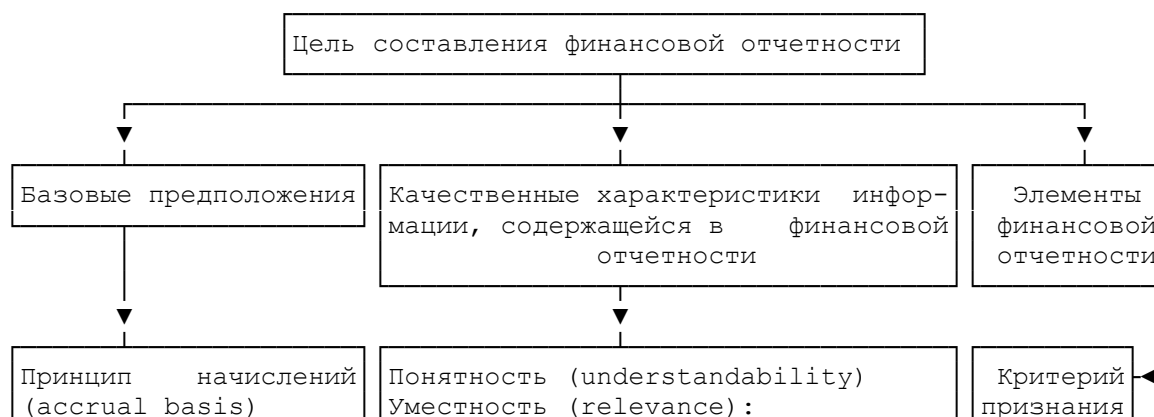 Цель составления финансовой отчетности
Базовые предположения
Качественные характеристики инфор-
мации, содержащейся в финансовой
отчетности
Элементы
финансовой
отчетности
Принцип начислений
(accrual basis)
Понятность (understandability)
Уместность (relevance):
Критерий
признания